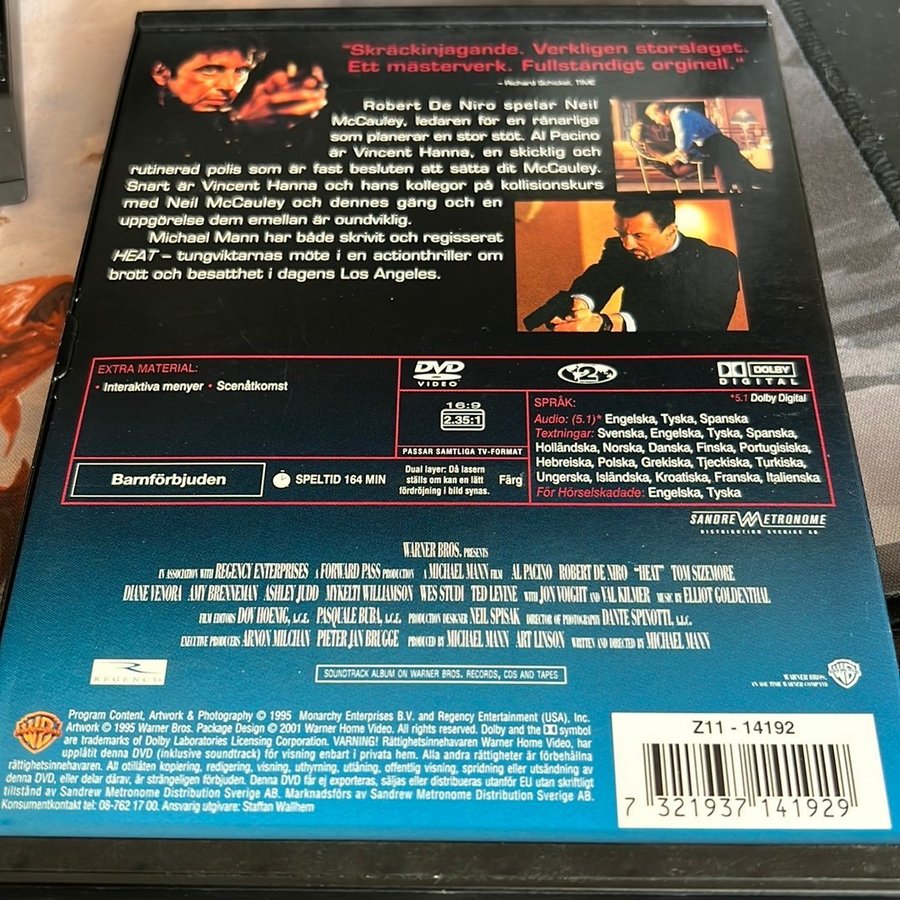 "Skräckinjagande. Verkligen storslaget.
Ett mästerverk. Fullständigt orginell."
– Richard Schickel, TIME
Robert De Niro spelar Neil
McCauley, ledaren för en rånarliga
som planerar en stor stöt. Al Pacino
är Vincent Hanna, en skicklig och
rutinerad polis som är fast besluten att sätta dit McCauley.
Snart är Vincent Hanna och hans kollegor på kollisionskurs
med Neil McCauley och dennes gäng och en
uppgörelse dem emellan är oundviklig.
Michael Mann har både skrivit och regisserat
HEAT – tungviktarnas möte i en actionthriller om
brott och besatthet i dagens Los Angeles.
EXTRA MATERIAL:
• Interaktiva menyer • Scenåtkomst
DVD
VIDEO
2
DOLBY
DIGITAL
*5.1 Dolby Digital
16:9
2.35:1
PASSAR SAMTLIGA TV-FORMAT
SPRÅK:
Audio: (5.1)* Engelska, Tyska, Spanska
Textningar: Svenska, Engelska, Tyska, Spanska,
Holländska, Norska, Danska, Finska, Portugisiska,
Hebreiska, Polska, Grekiska, Tjeckiska, Turkiska,
Ungerska, Isländska, Kroatiska, Franska, Italienska
För Hörselskadade: Engelska, Tyska
Barnförbjuden
SPELTID 164 MIN
Dual layer: Då lasern
ställs om kan en lätt
fördröjning i bild synas.
Färg
SANDREW METRONOME
DISTRIBUTION SVERIGE AB
WARNER BROS. PRESENTS
IN ASSOCIATION WITH REGENCY ENTERPRISES A FORWARD PASS PRODUCTION A MICHAEL MANN FILM AL PACINO ROBERT DE NIRO "HEAT" TOM SIZEMORE
DIANE VENORA AMY BRENNEMAN ASHLEY JUDD MYKELTI WILLIAMSON WES STUDI TED LEVINE WITH JON VOIGHT AND VAL KILMER MUSIC BY ELLIOT GOLDENTHAL
FILM EDITORS DOV HOENIG, A.C.E. PASQUALE BUBA, A.C.E. PRODUCTION DESIGNER NEIL SPISAK DIRECTOR OF PHOTOGRAPHY DANTE SPINOTTI, A.I.C.
EXECUTIVE PRODUCERS ARNON MILCHAN PIETER JAN BRUGGE PRODUCED BY MICHAEL MANN ART LINSON WRITTEN AND DIRECTED BY MICHAEL MANN
REGENCY
SOUNDTRACK ALBUM ON WARNER BROS. RECORDS, CDS AND TAPES
WARNER BROS.
AN AOL TIME WARNER COMPANY
Program Content, Artwork & Photography © 1995 Monarchy Enterprises B.V. and Regency Entertainment (USA), Inc.
Artwork © 1995 Warner Bros. Package Design © 2001 Warner Home Video. All rights reserved. Dolby and the DD symbol
are trademarks of Dolby Laboratories Licensing Corporation. VARNING! Rättighetsinnehavaren Warner Home Video, har
upplåtit denna DVD (inklusive soundtrack) för visning enbart i privata hem. Alla andra rättigheter är förbehållna
rättighetsinnehavaren. All otillåten kopiering, redigering, visning, uthyrning, utlåning, offentlig visning, spridning eller utsändning av
denna DVD, eller delar därav, är strängeligen förbjuden. Denna DVD får ej exporteras, säljas eller distribueras utanför EU utan skriftligt
tillstånd av Sandrew Metronome Distribution Sverige AB. Marknadsförs av Sandrew Metronome Distribution Sverige AB.
Konsumentkontakt tel: 08-762 17 00. Ansvarig utgivare: Staffan Wallhem
Z11 - 14192
7 321937 141929